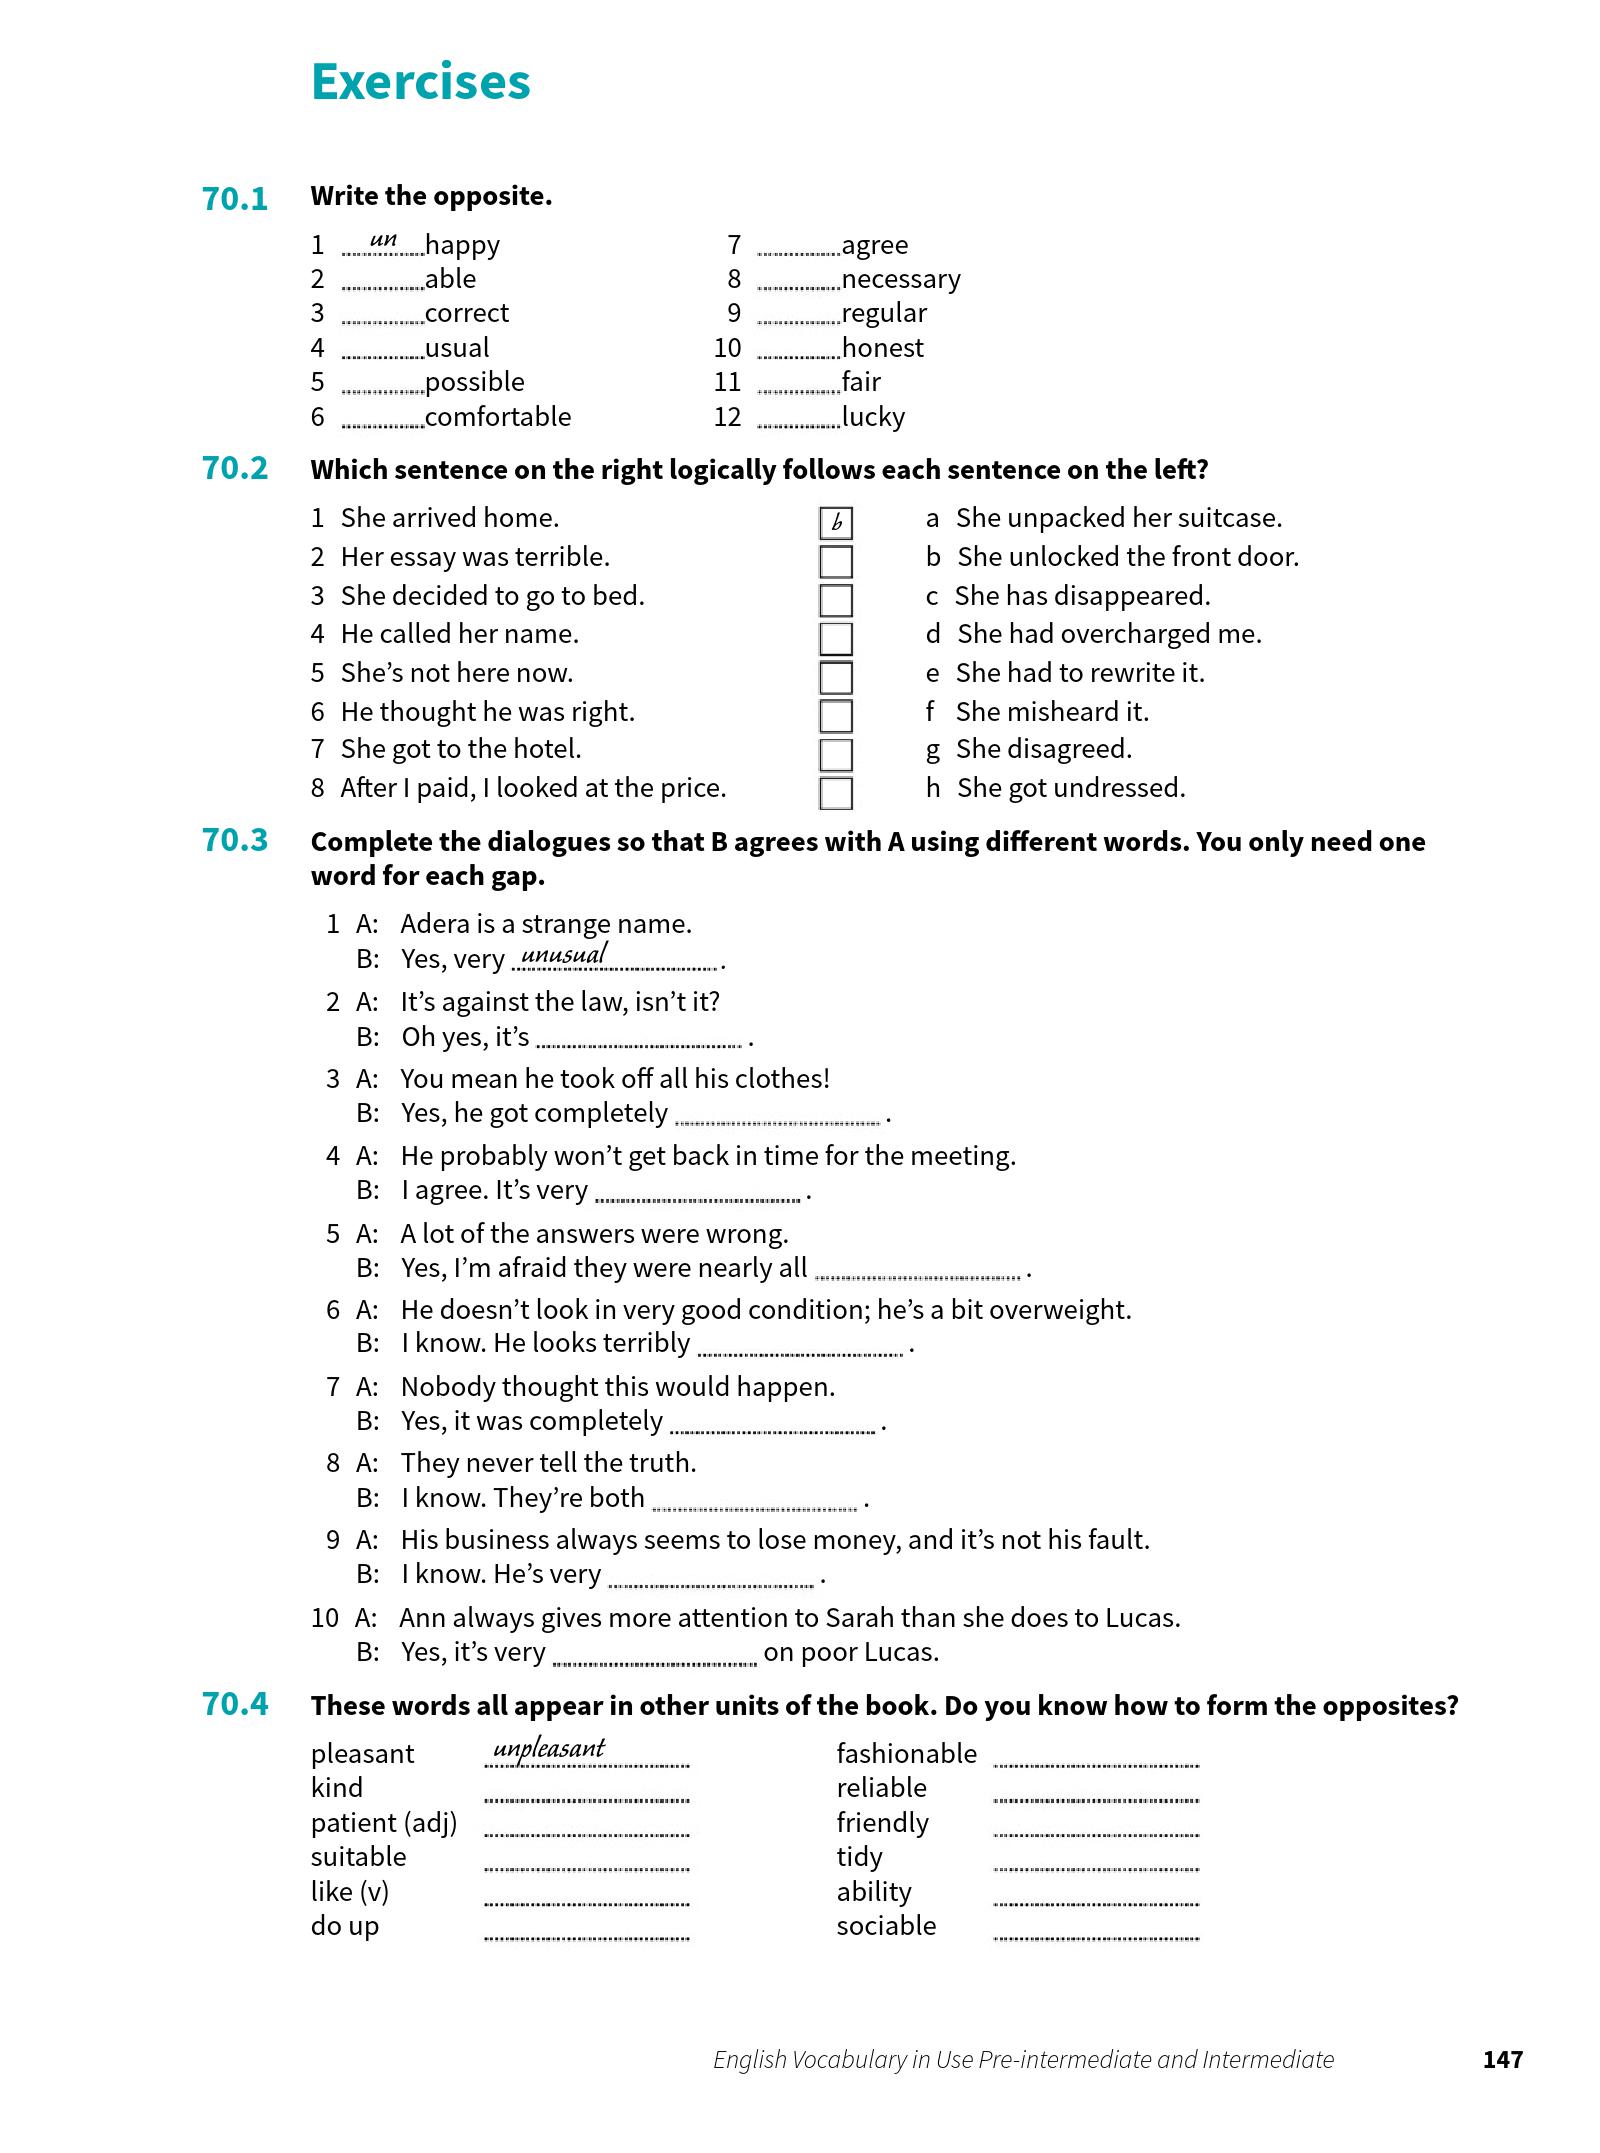 Exercises
70.1 Write the opposite.
1 un happy
2 able
3 correct
4 usual
5 possible
6 comfortable
7 agree
8 necessary
9 regular
10 honest
11 fair
12 lucky
70.2 Which sentence on the right logically follows each sentence on the left?
1 She arrived home. b
2 Her essay was terrible.
3 She decided to go to bed.
4 He called her name.
5 She's not here now.
6 He thought he was right.
7 She got to the hotel.
8 After I paid, I looked at the price.
a She unpacked her suitcase.
b She unlocked the front door.
c She has disappeared.
d She had overcharged me.
e She had to rewrite it.
f She misheard it.
g She disagreed.
h She got undressed.
70.3 Complete the dialogues so that B agrees with A using different words. You only need one
word for each gap.
1 A: Adera is a strange name.
B: Yes, very unusual .
2 A: It's against the law, isn't it?
B: Oh yes, it's .
3 A: You mean he took off all his clothes!
B: Yes, he got completely .
4 A: He probably won't get back in time for the meeting.
B: I agree. It's very .
5 A: A lot of the answers were wrong.
B: Yes, I'm afraid they were nearly all .
6 A: He doesn't look in very good condition; he's a bit overweight.
B: I know. He looks terribly .
7 A: Nobody thought this would happen.
B: Yes, it was completely .
8 A: They never tell the truth.
B: I know. They're both .
9 A: His business always seems to lose money, and it's not his fault.
B: I know. He's very .
10 A: Ann always gives more attention to Sarah than she does to Lucas.
B: Yes, it's very on poor Lucas.
70.4 These words all appear in other units of the book. Do you know how to form the opposites?
pleasant unpleasant
kind
patient (adj)
suitable
like (v)
do up
fashionable
reliable
friendly
tidy
ability
sociable
English Vocabulary in Use Pre-intermediate and Intermediate 147